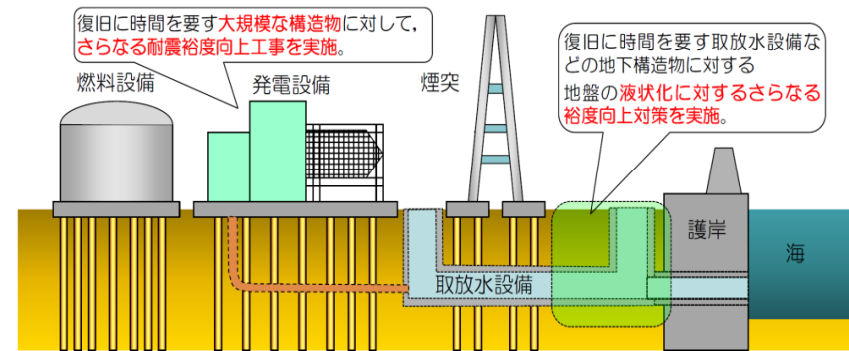 復旧に時間を要す大規模な構造物に対して，
さらなる耐震裕度向上工事を実施。
復旧に時間を要す取放水設備な
どの地下構造物に対する
地盤の液状化に対するさらなる
裕度向上対策を実施。
燃料設備
発電設備
煙突
護岸
海
取放水設備